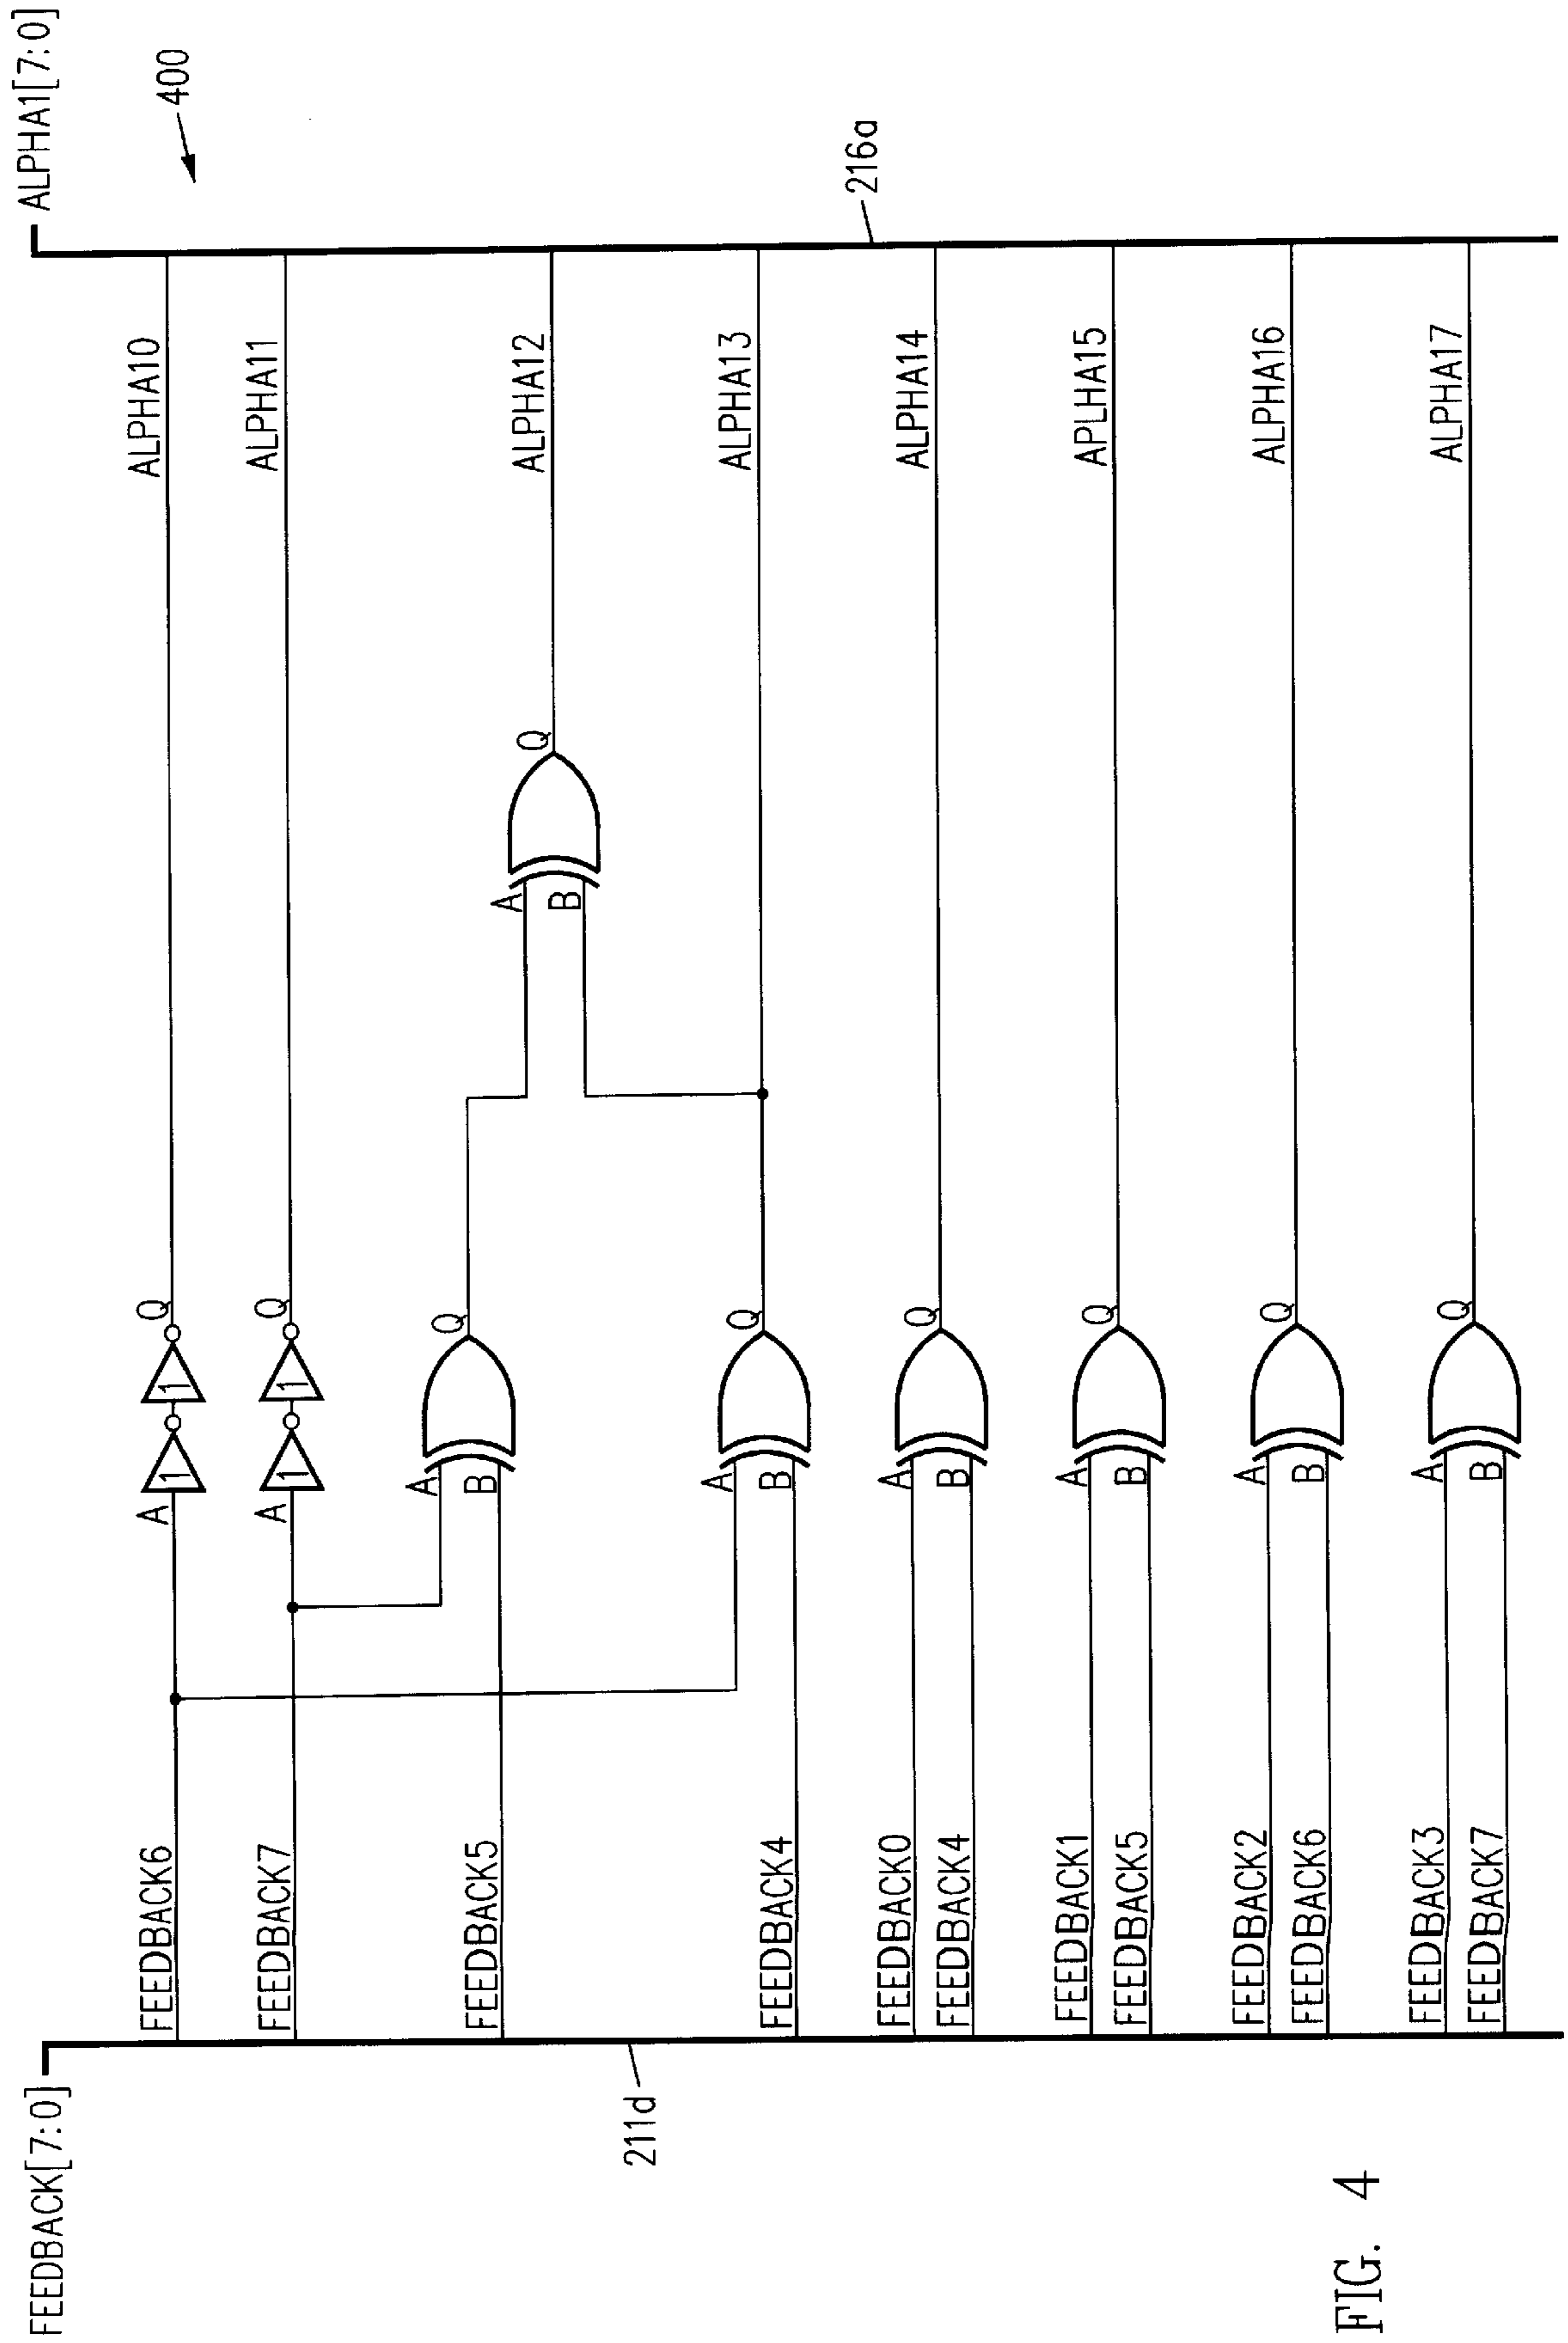 FEEDBACK[7:0]
ALPHA1[7:0]
400
FEEDBACK6
A
1
1
Q
ALPHA10
FEEDBACK7
A
1
1
Q
ALPHA11
FEEDBACK5
A
B
Q
A
B
Q
ALPHA12
FEEDBACK4
A
B
Q
ALPHA13
211d
216a
FEEDBACK0
FEEDBACK4
A
B
Q
ALPHA14
FEEDBACK1
FEEDBACK5
A
B
Q
APLHA15
FEEDBACK2
FEEDBACK6
A
B
Q
ALPHA16
FEEDBACK3
FEEDBACK7
A
B
Q
ALPHA17
FIG. 4